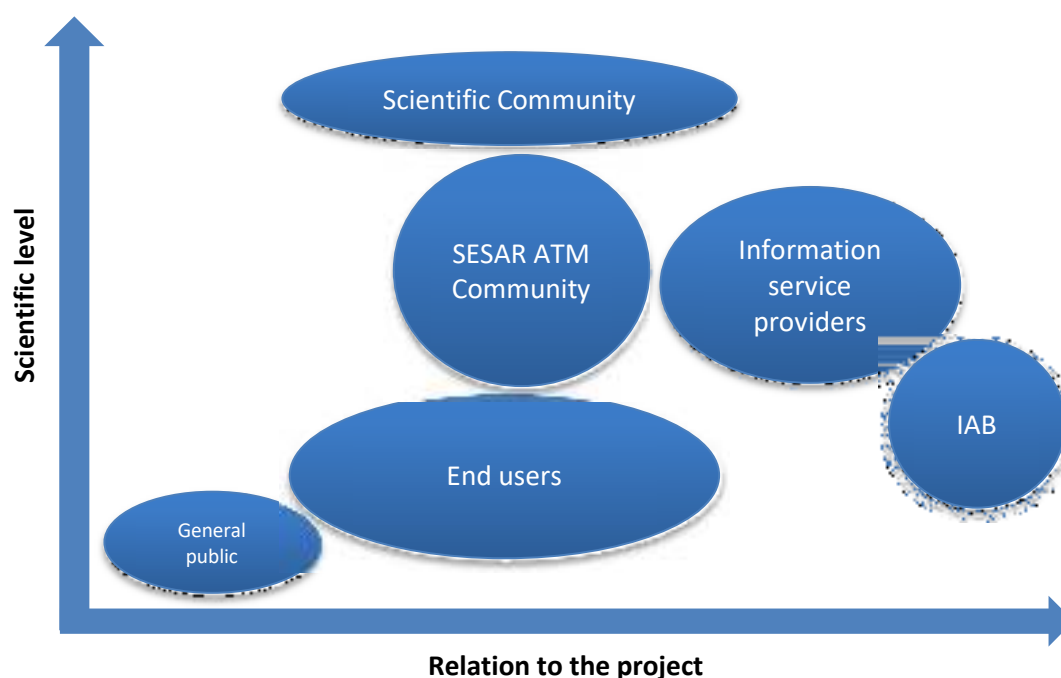 Scientific Community
SESAR ATM
Community
Information
service
providers
IAB
End users
General
public
Scientific level
Relation to the project